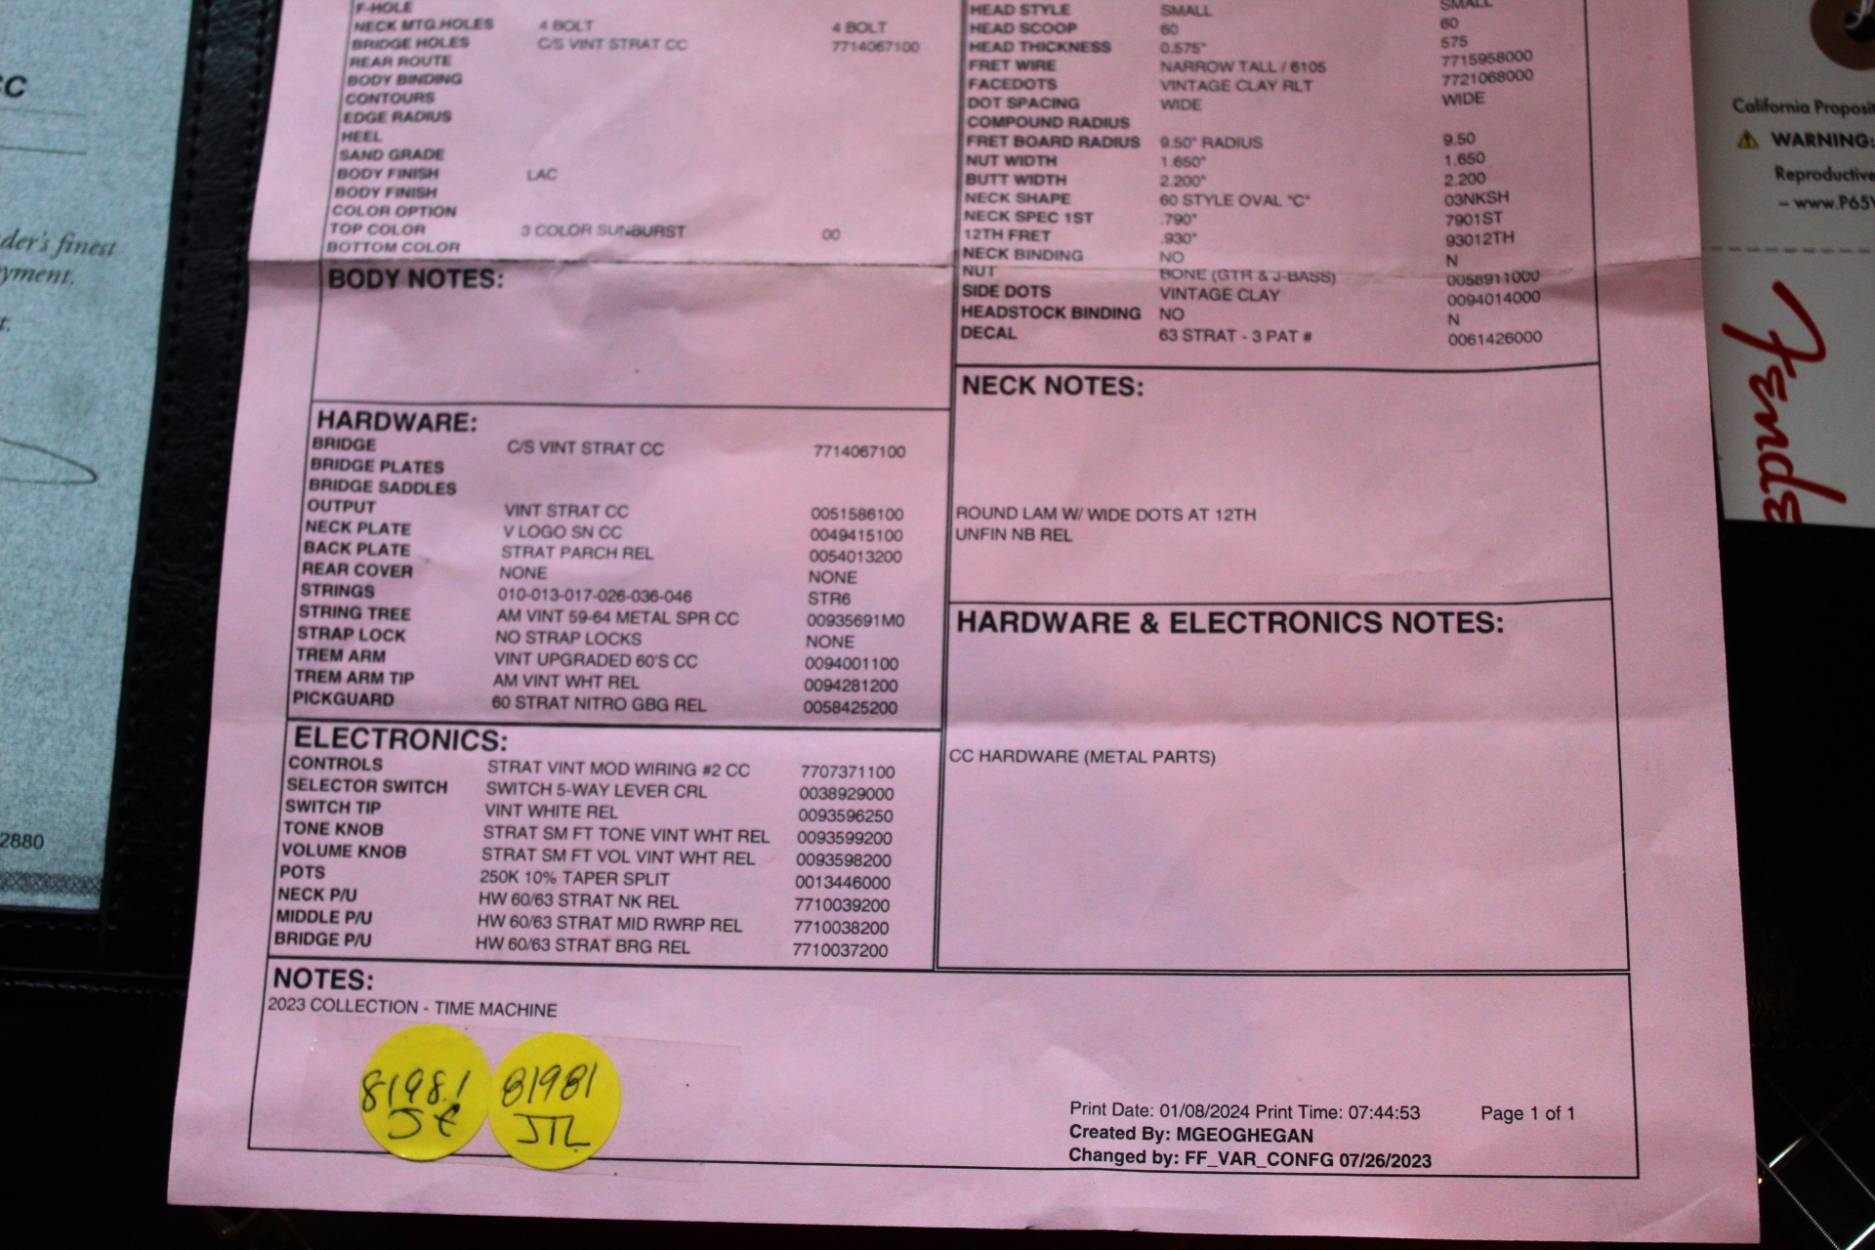 F-HOLE
NECK MTG.HOLES 4 BOLT 4 BOLT
BRIDGE HOLES C/S VINT STRAT CC 7714067100
REAR ROUTE
BODY BINDING
CONTOURS
EDGE RADIUS
HEEL
SAND GRADE
BODY FINISH LAC
BODY FINISH
COLOR OPTION
TOP COLOR 3 COLOR SUNBURST 00
BOTTOM COLOR
BODY NOTES:
HARDWARE:
BRIDGE C/S VINT STRAT CC 7714067100
BRIDGE PLATES
BRIDGE SADDLES
OUTPUT VINT STRAT CC 0051586100
NECK PLATE V LOGO SN CC 0049415100
BACK PLATE STRAT PARCH REL 0054013200
REAR COVER NONE NONE
STRINGS 010-013-017-026-036-046 STR6
STRING TREE AM VINT 59-64 METAL SPR CC 00935691M0
STRAP LOCK NO STRAP LOCKS NONE
TREM ARM VINT UPGRADED 60'S CC 0094001100
TREM ARM TIP AM VINT WHT REL 0094281200
PICKGUARD 60 STRAT NITRO GBG REL 0058425200
ELECTRONICS:
CONTROLS STRAT VINT MOD WIRING #2 CC 7707371100
SELECTOR SWITCH SWITCH 5-WAY LEVER CRL 0038929000
SWITCH TIP VINT WHITE REL 0093596250
TONE KNOB STRAT SM FT TONE VINT WHT REL 0093599200
VOLUME KNOB STRAT SM FT VOL VINT WHT REL 0093598200
POTS 250K 10% TAPER SPLIT 0013446000
NECK P/U HW 60/63 STRAT NK REL 7710039200
MIDDLE P/U HW 60/63 STRAT MID RWRP REL 7710038200
BRIDGE P/U HW 60/63 STRAT BRG REL 7710037200
HEAD STYLE SMALL SMALL
HEAD SCOOP 60 60
HEAD THICKNESS 0.575" 575
FRET WIRE NARROW TALL / 6105 7715958000
FACEDOTS VINTAGE CLAY RLT 7721068000
DOT SPACING WIDE WIDE
COMPOUND RADIUS
FRET BOARD RADIUS 9.50" RADIUS 9.50
NUT WIDTH 1.650" 1.650
BUTT WIDTH 2.200" 2.200
NECK SHAPE 60 STYLE OVAL "C" 03NKSH
NECK SPEC 1ST .790" 7901ST
12TH FRET .930" 93012TH
NECK BINDING NO N
NUT BONE (GTR & J-BASS) 0058911000
SIDE DOTS VINTAGE CLAY 0094014000
HEADSTOCK BINDING NO N
DECAL 63 STRAT - 3 PAT # 0061426000
NECK NOTES:
ROUND LAM W/ WIDE DOTS AT 12TH
UNFIN NB REL
HARDWARE & ELECTRONICS NOTES:
CC HARDWARE (METAL PARTS)
NOTES:
2023 COLLECTION - TIME MACHINE
81981
81981
JTL
Print Date: 01/08/2024 Print Time: 07:44:53 Page 1 of 1
Created By: MGEOGHEGAN
Changed by: FF_VAR_CONFG 07/26/2023
der's finest
yment.
2880
California Proposit
WARNING:
Reproductive
– www.P65
Fende